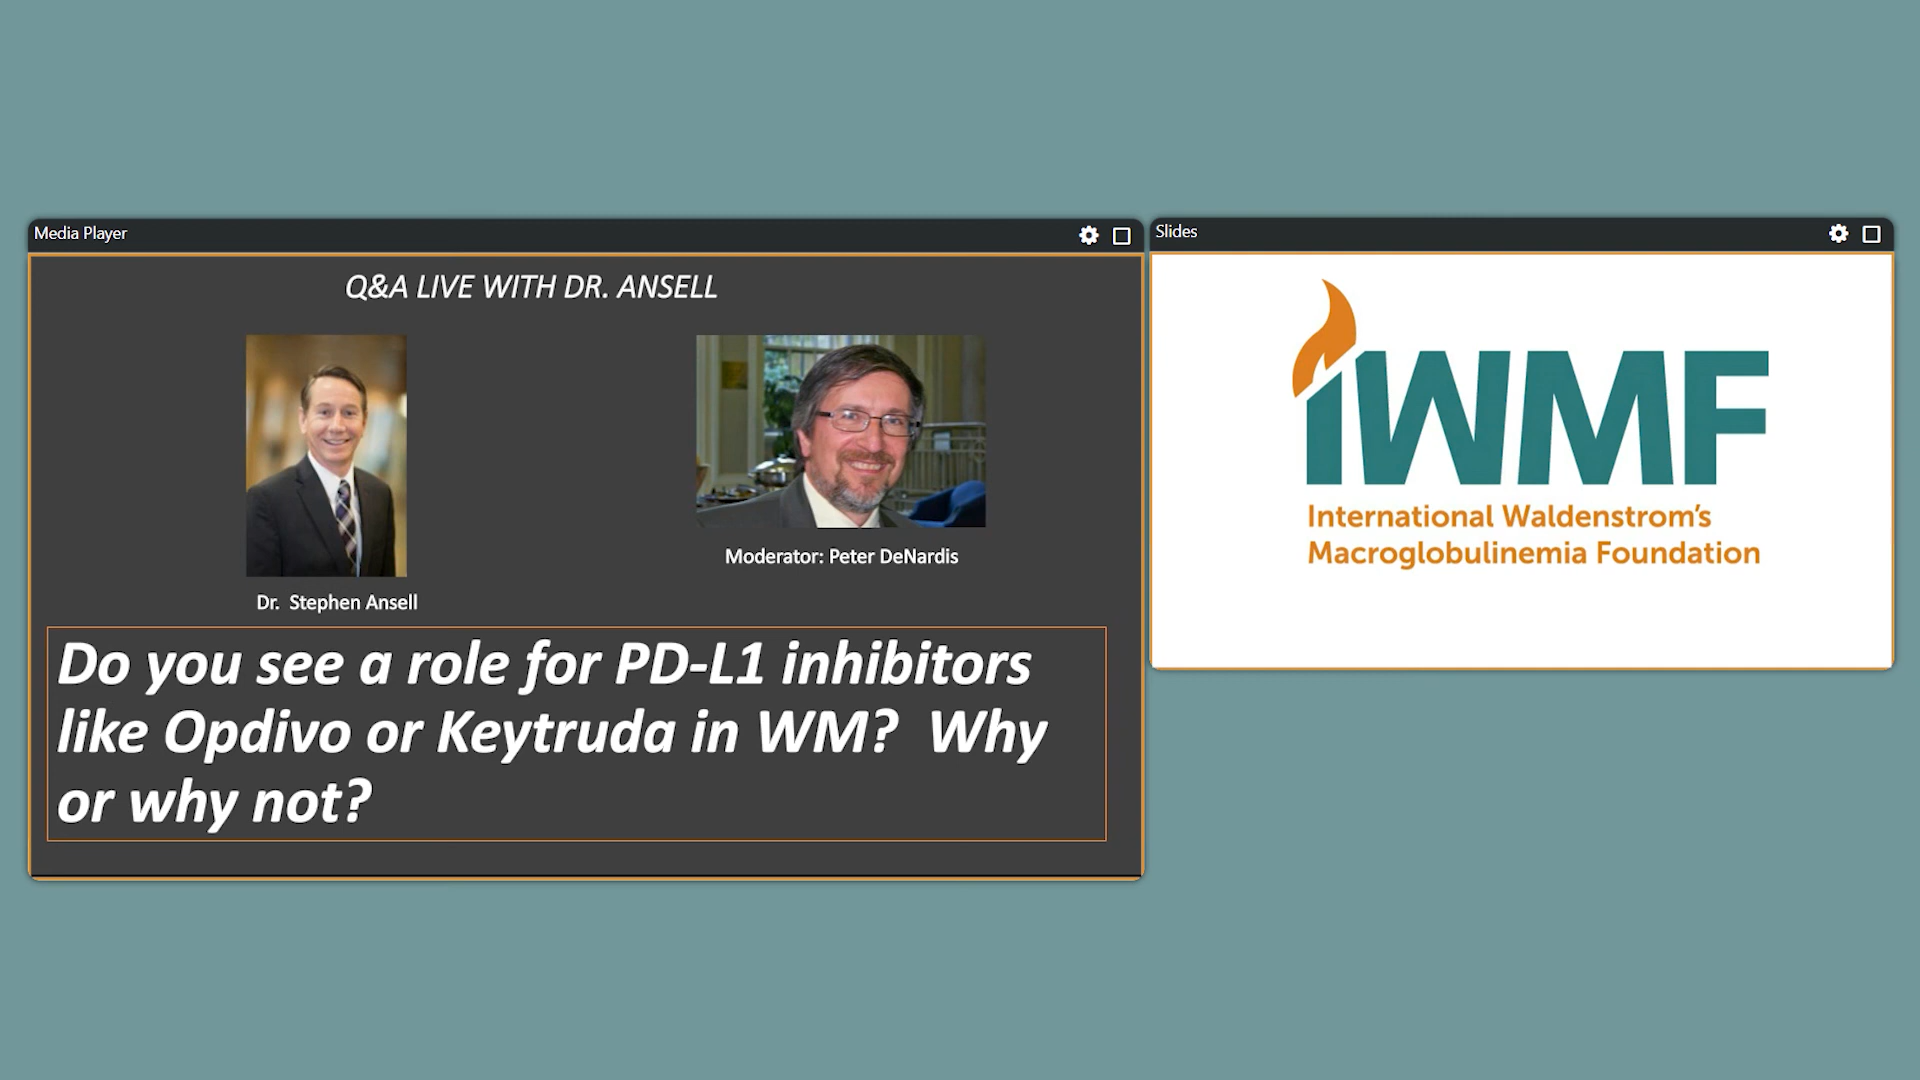 Media Player
Q&A LIVE WITH DR. ANSELL
Dr. Stephen Ansell
Moderator: Peter DeNardis
Do you see a role for PD-L1 inhibitors
like Opdivo or Keytruda in WM? Why
or why not?
Slides
IWMF
International Waldenstrom's
Macroglobulinemia Foundation